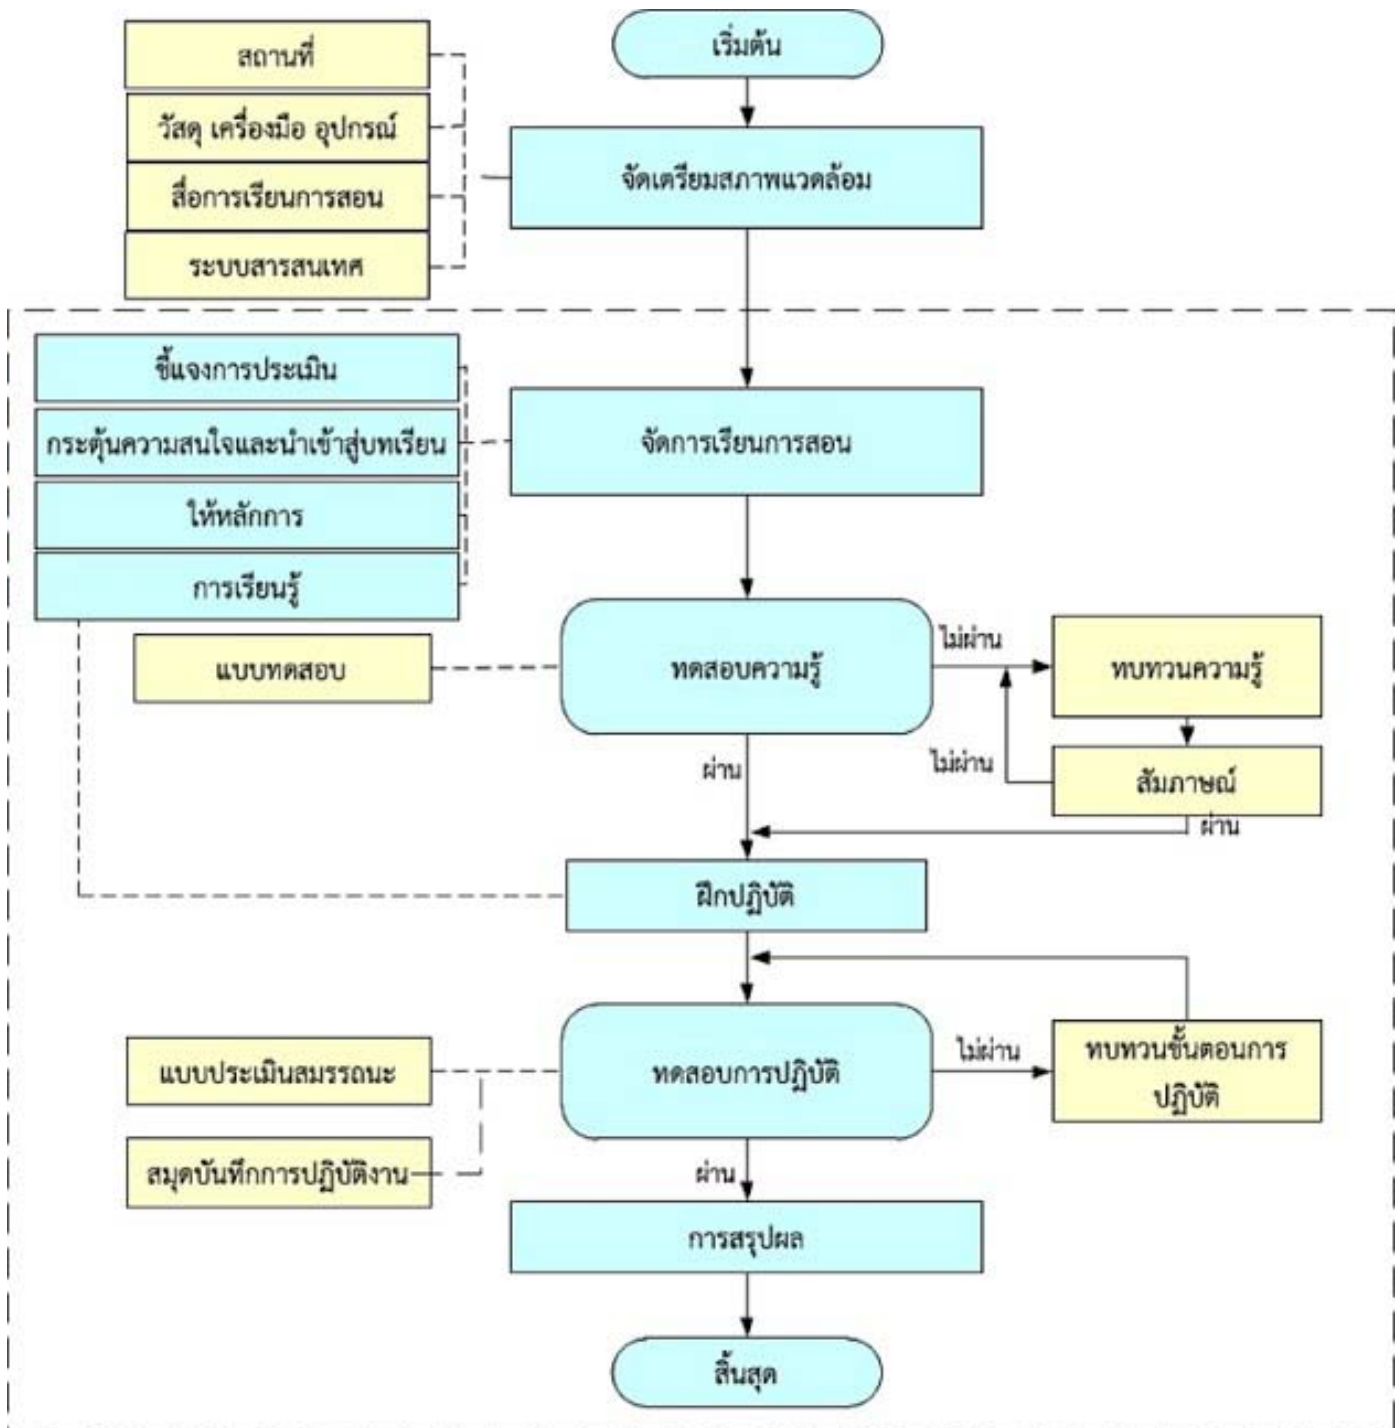 เริ่มต้น
สถานที่
วัสดุ เครื่องมือ อุปกรณ์
สื่อการเรียนการสอน
ระบบสารสนเทศ
จัดเตรียมสภาพแวดล้อม
ชี้แจงการประเมิน
กระตุ้นความสนใจและนำเข้าสู่บทเรียน
ให้หลักการ
การเรียนรู้
จัดการเรียนการสอน
แบบทดสอบ
ทดสอบความรู้
ไม่ผ่าน
ทบทวนความรู้
ผ่าน
ไม่ผ่าน
สัมภาษณ์
ผ่าน
ฝึกปฏิบัติ
แบบประเมินสมรรถนะ
ทดสอบการปฏิบัติ
ไม่ผ่าน
ทบทวนขั้นตอนการ
ปฏิบัติ
สมุดบันทึกการปฏิบัติงาน
ผ่าน
การสรุปผล
สิ้นสุด